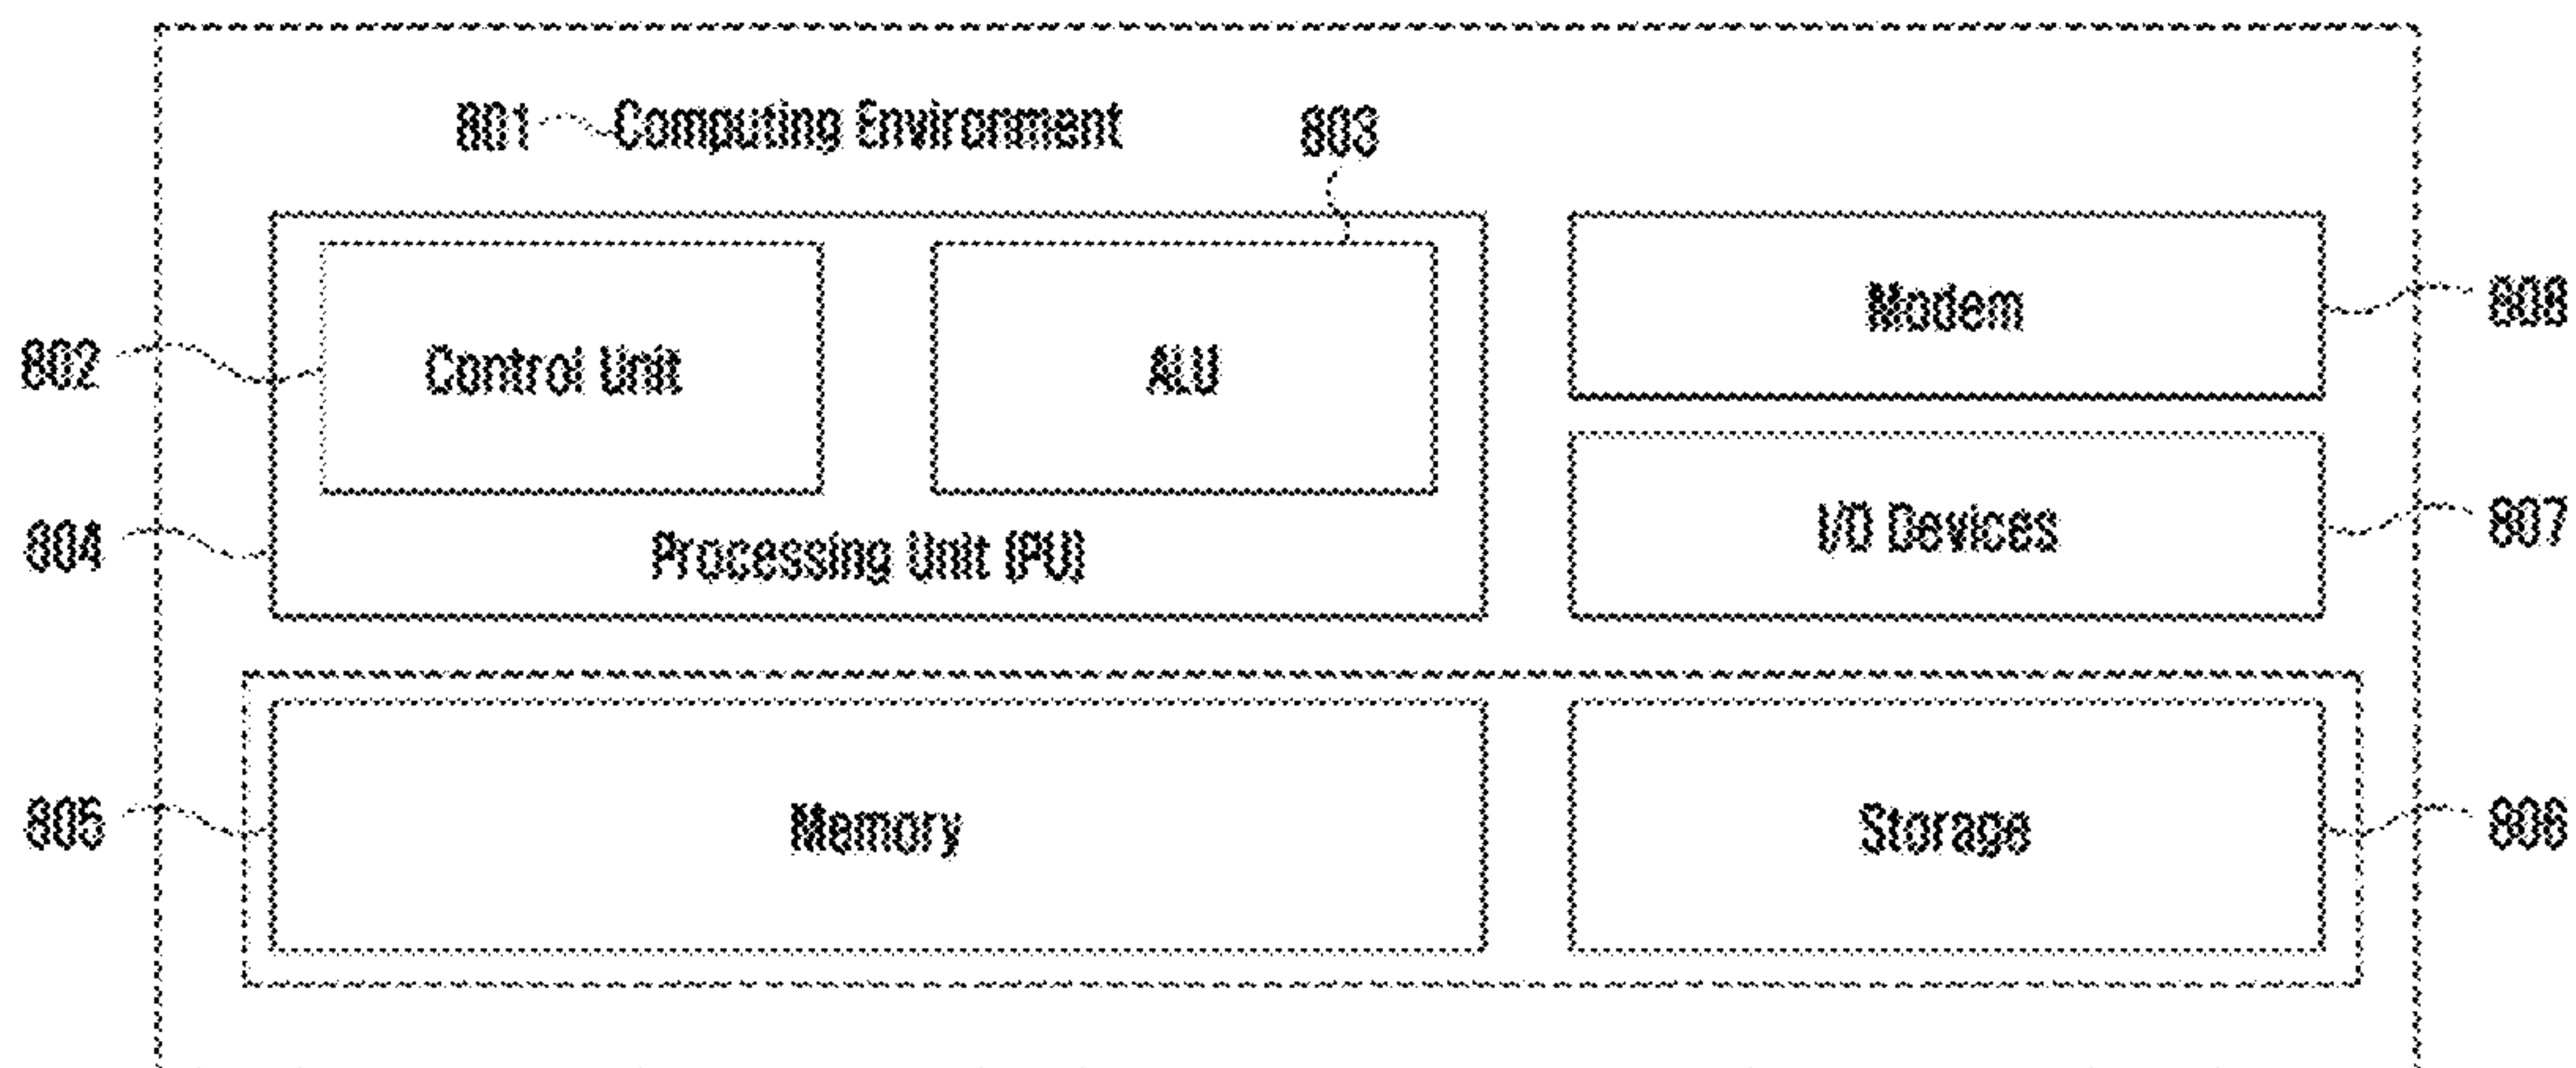 801 Computing Environment
803
802
Control Unit
ALU
Modem
808
804
Processing Unit (PU)
I/O Devices
807
805
Memory
Storage
806